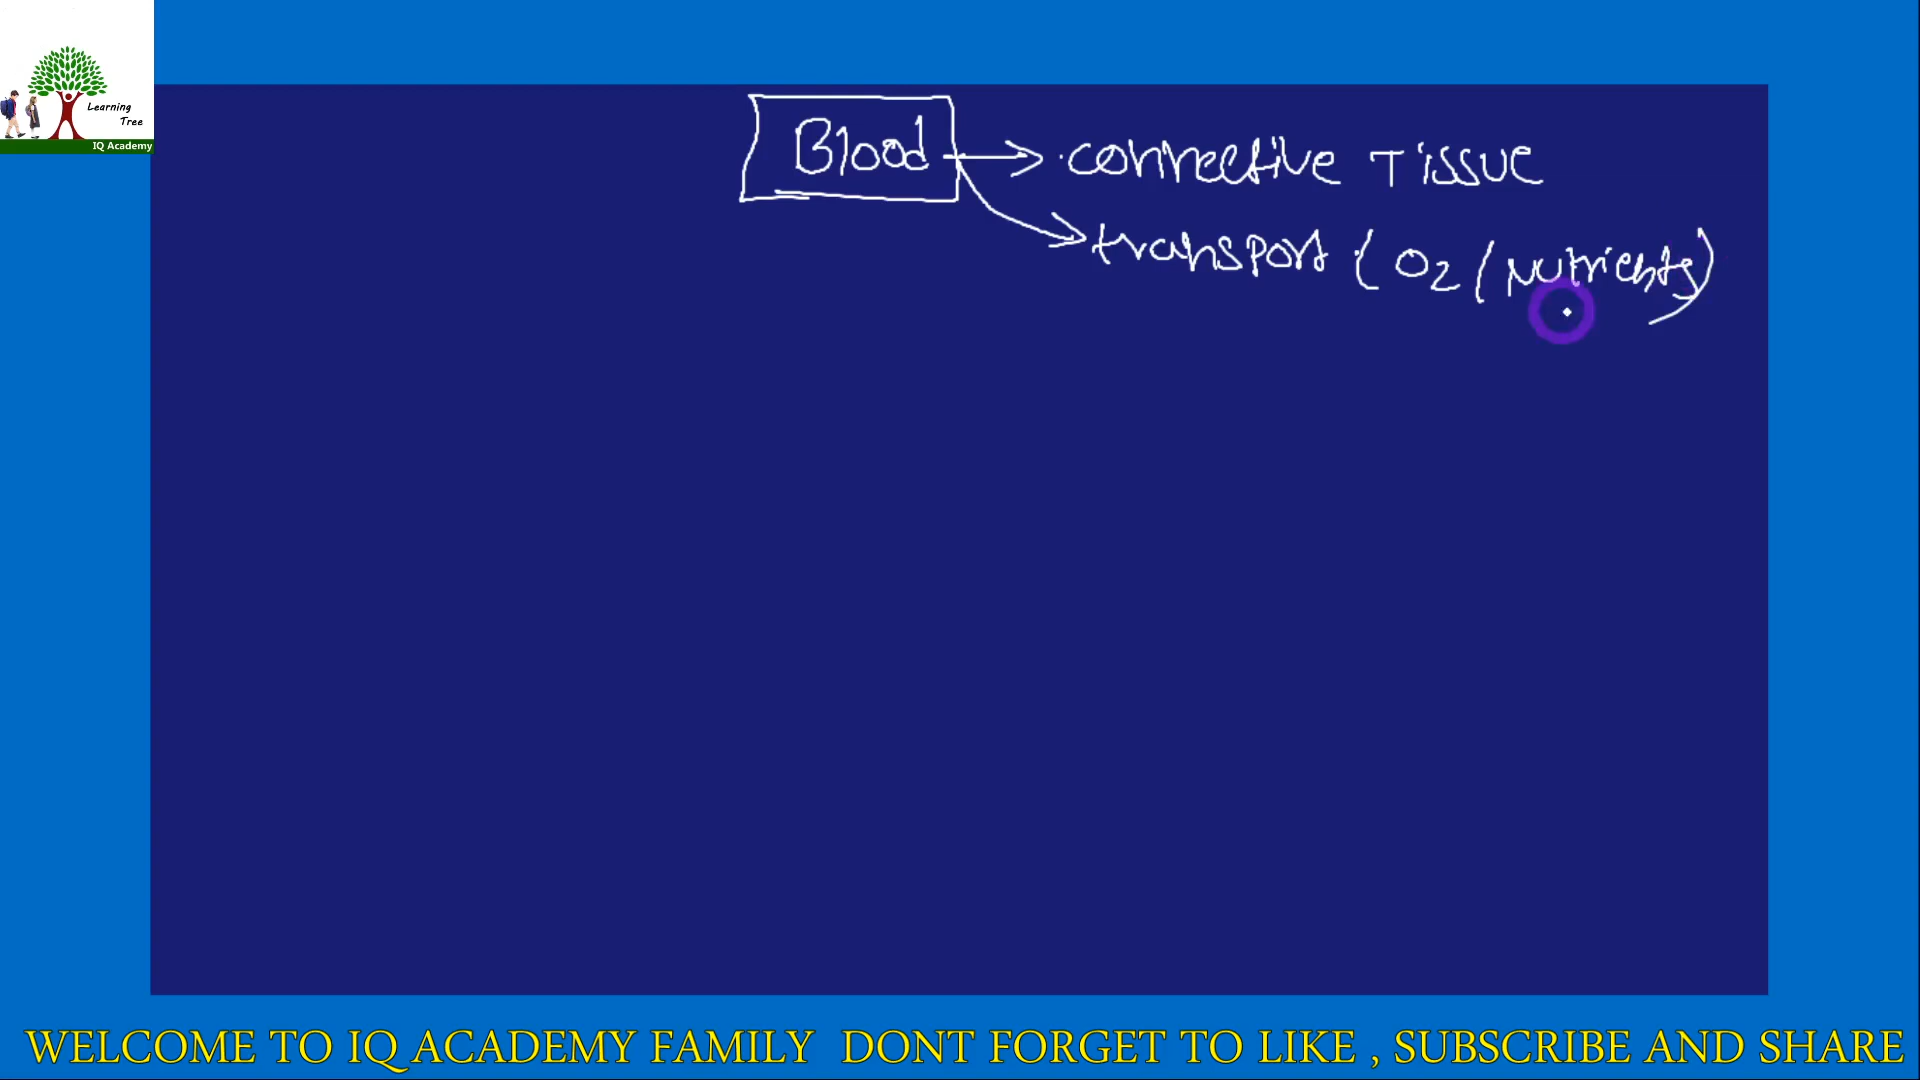 Learning
Tree
IQ Academy
Blood → connective Tissue
→ transport (O2 / Nutrients)
WELCOME TO IQ ACADEMY FAMILY DONT FORGET TO LIKE , SUBSCRIBE AND SHARE